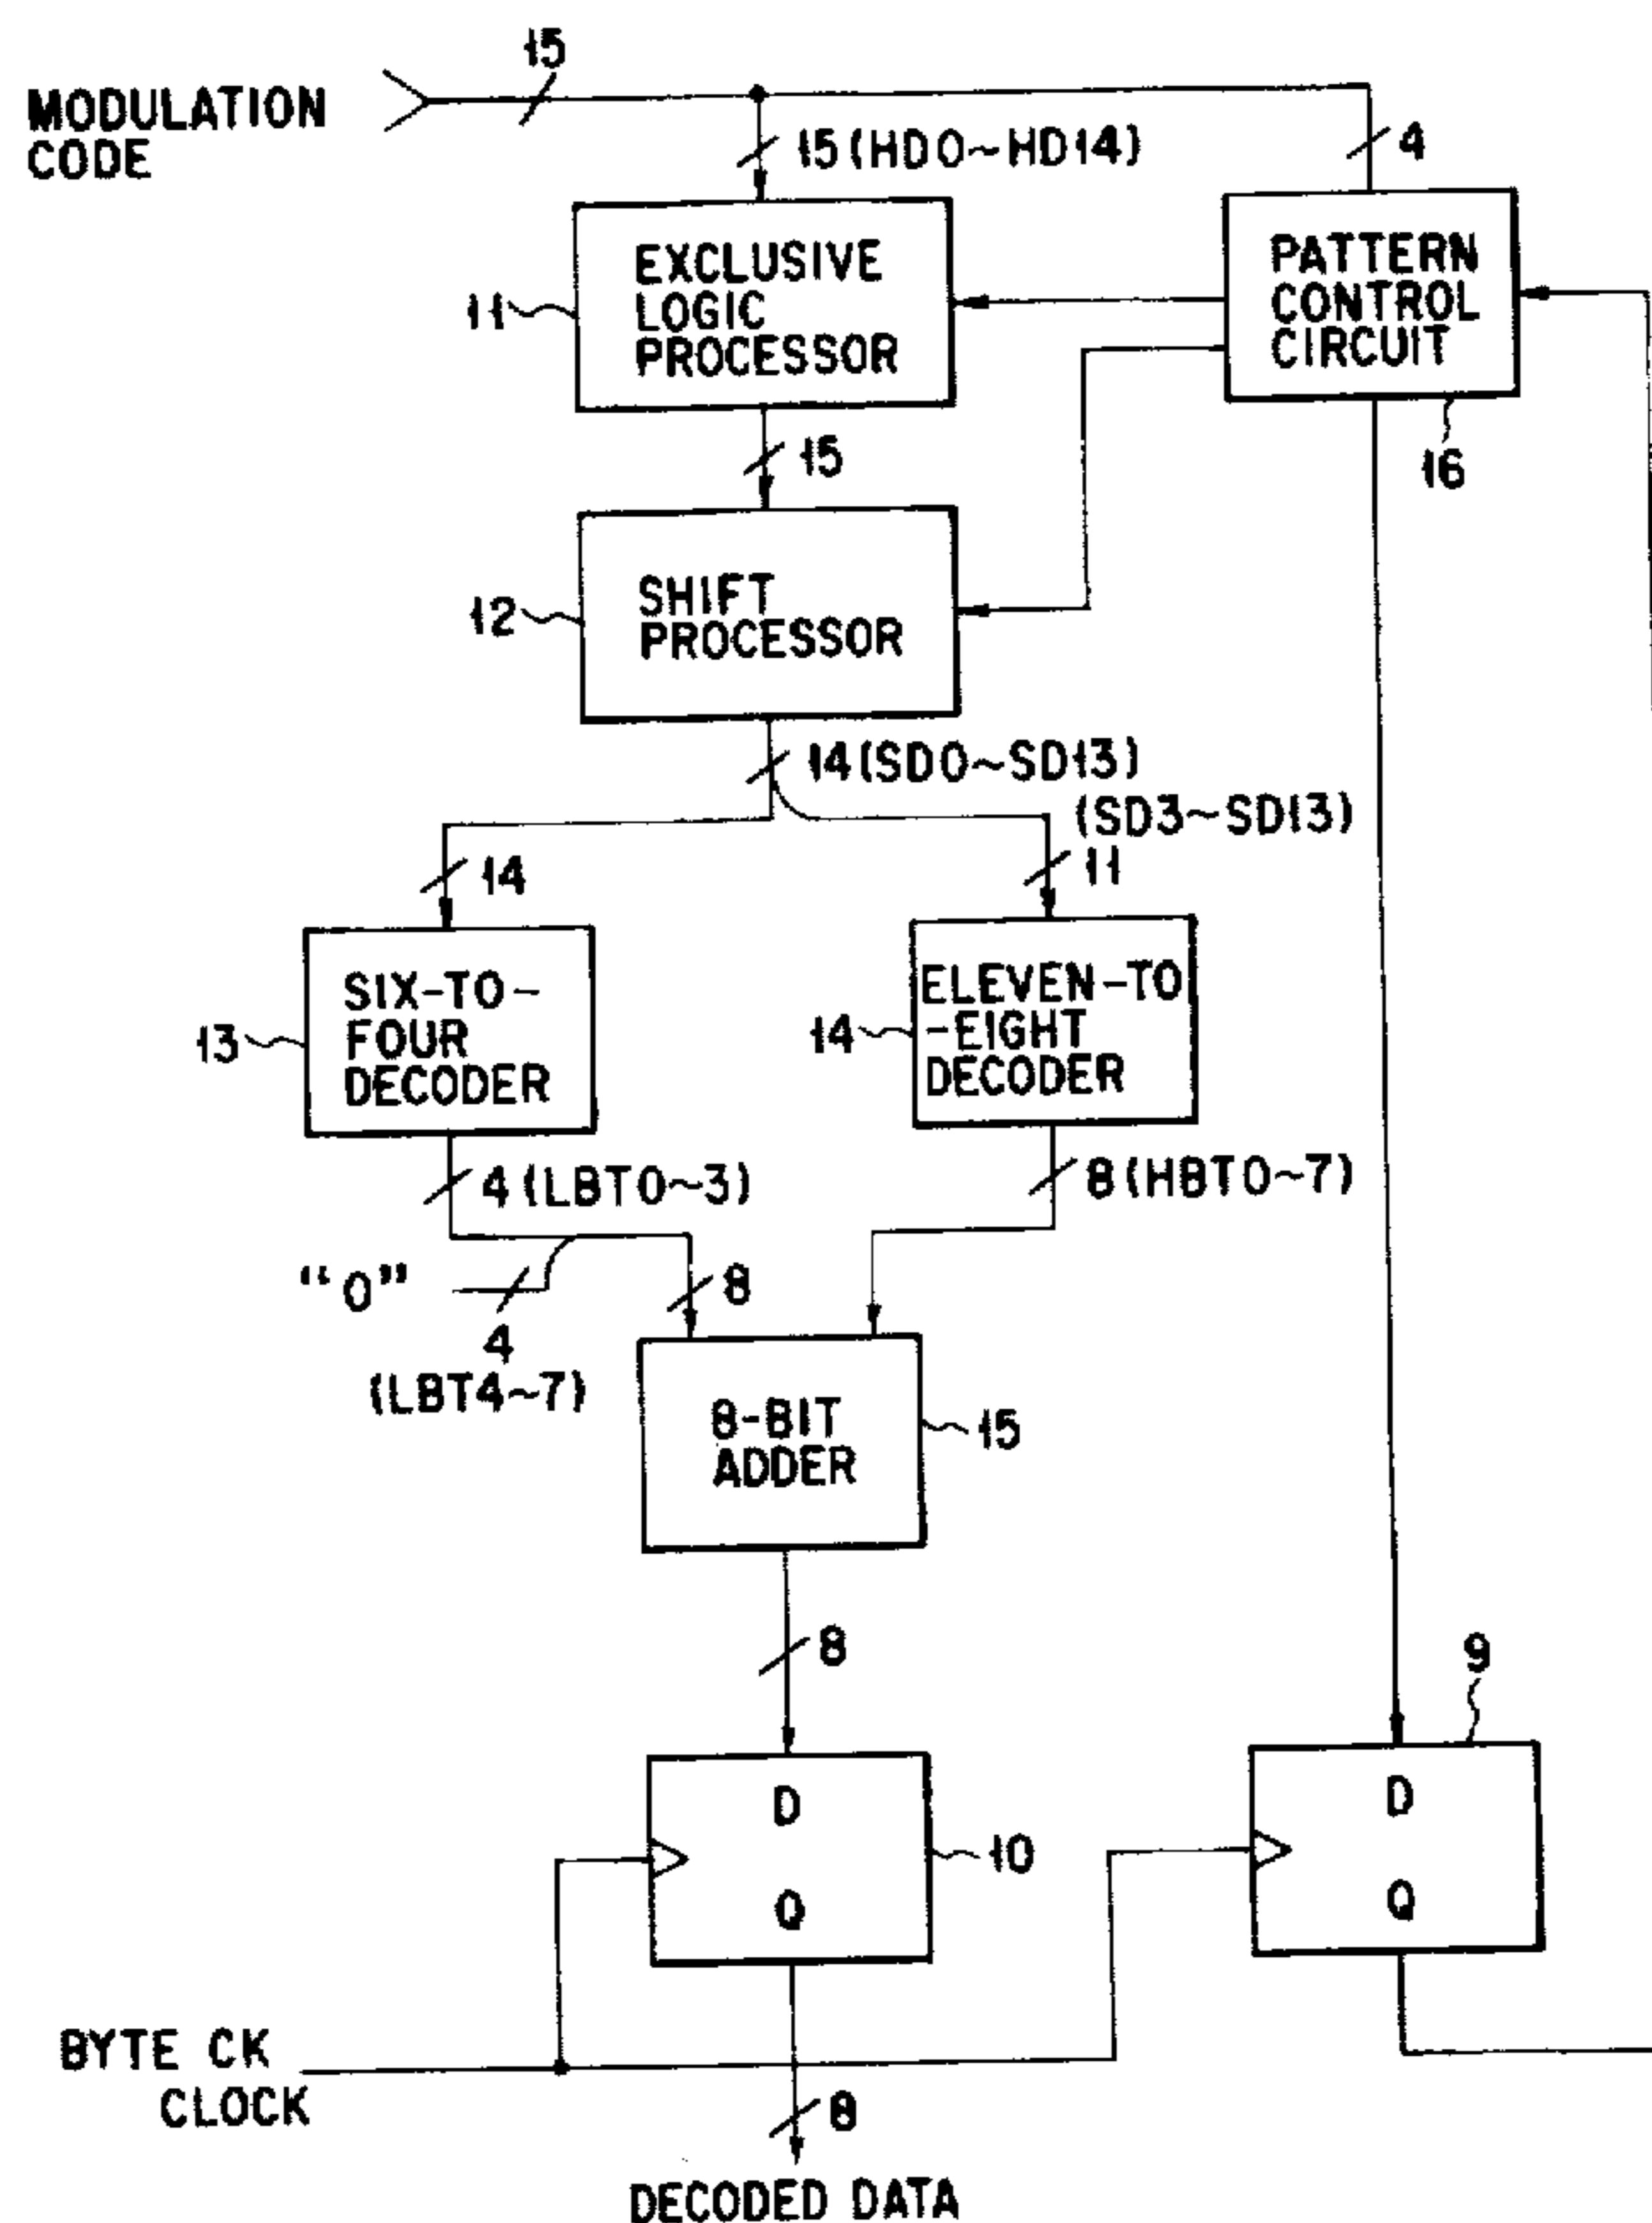 15
MODULATION
CODE
15(HD0~HD14)
4
EXCLUSIVE
LOGIC
PROCESSOR
11
PATTERN
CONTROL
CIRCUIT
16
15
SHIFT
PROCESSOR
12
14(SD0~SD13)
(SD3~SD13)
14
11
SIX-TO-
FOUR
DECODER
13
ELEVEN-TO
-EIGHT
DECODER
14
4(LBT0~3)
8(HBT0~7)
"0"
8
4
(LBT4~7)
8-BIT
ADDER
15
8
9
D
Q
10
D
Q
BYTE CK
CLOCK
8
DECODED DATA